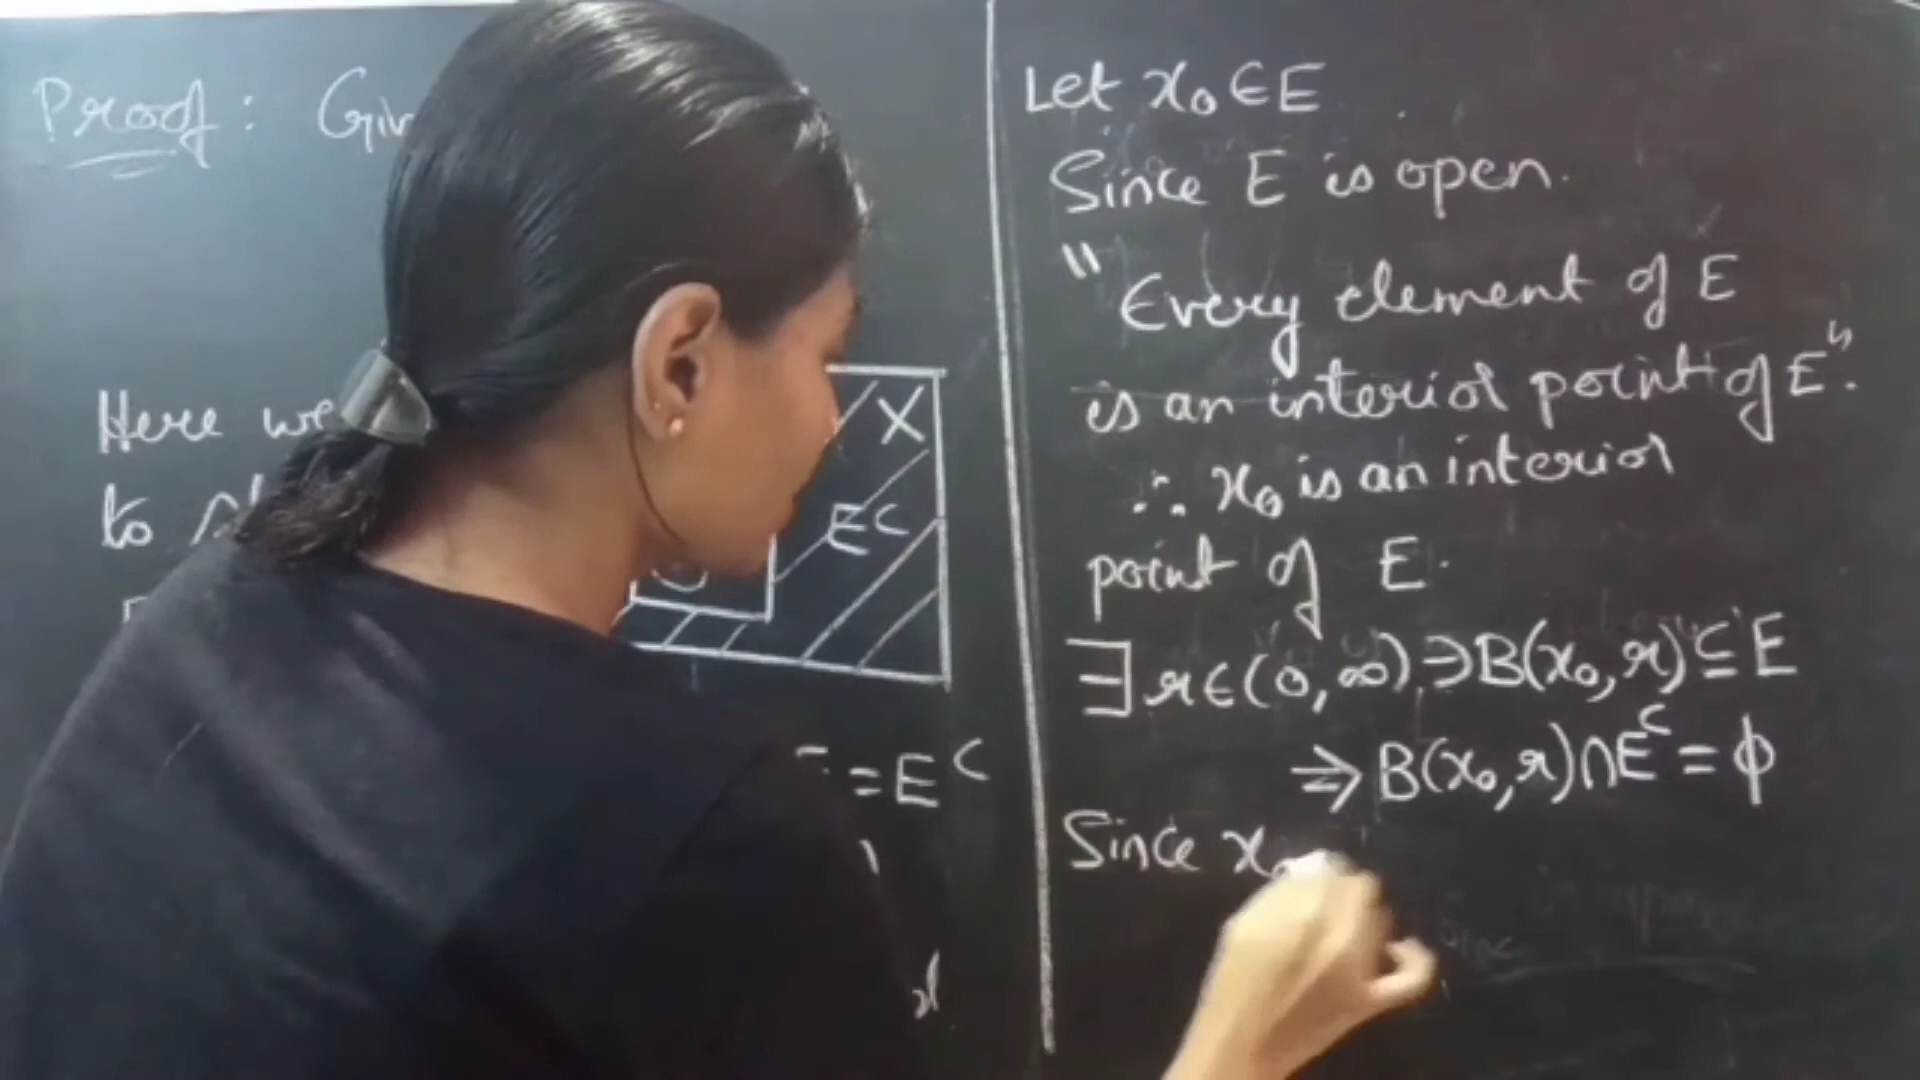 Proof: Giv
Here we
to
X
E^C
= E^C
Let x₀ ∈ E
Since E is open.
"Every element of E
is an interior point of E".
∴ x₀ is an interior
point of E.
∃ r ∈ (0, ∞) ∋ B(x₀, r) ⊆ E
⇒ B(x₀, r) ∩ E^C = ϕ
Since x₀